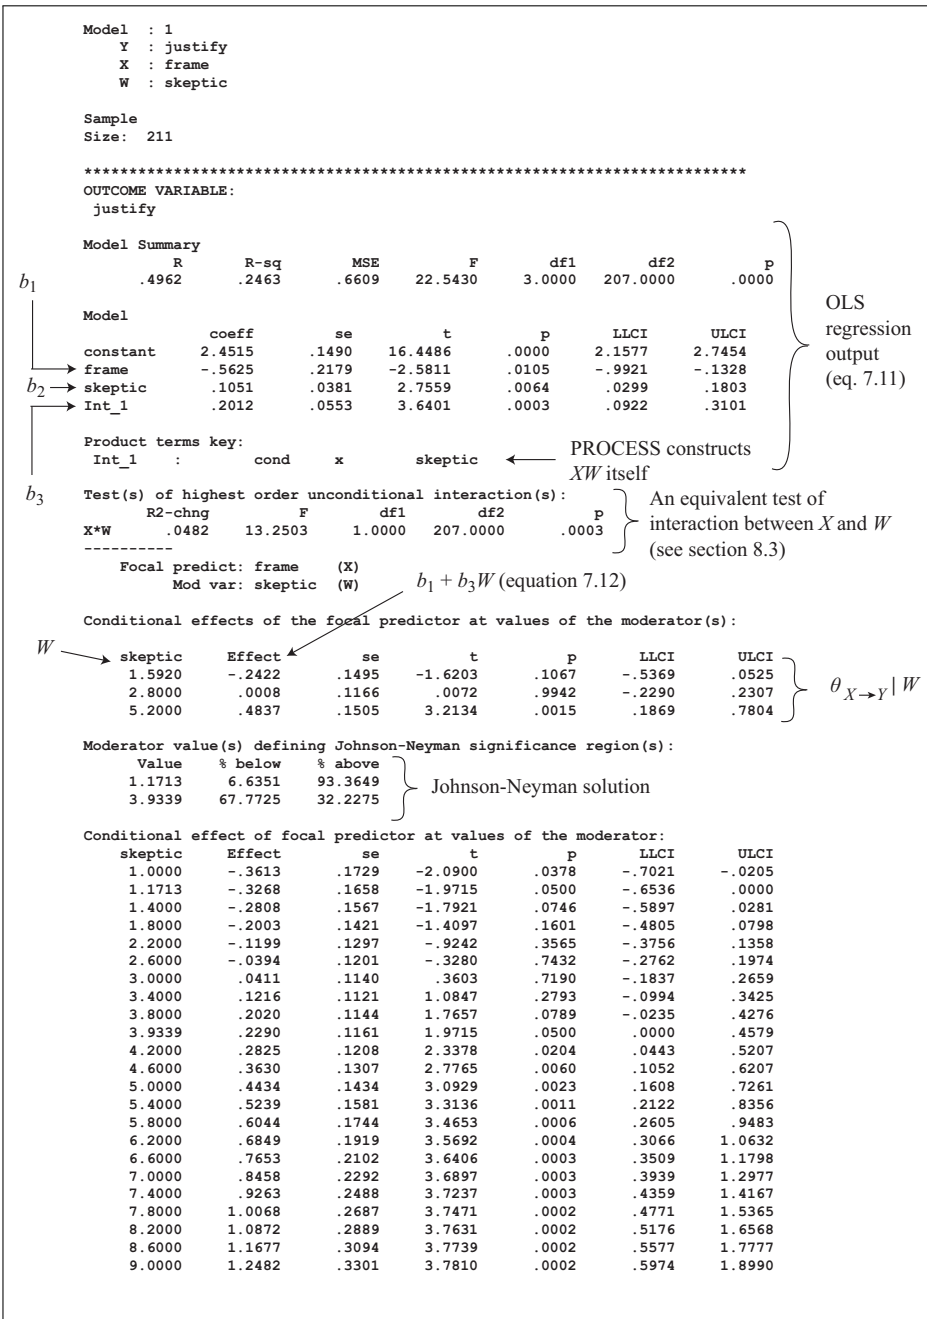 Model : 1
Y : justify
X : frame
W : skeptic
Sample
Size: 211
**************************************************************************
OUTCOME VARIABLE:
justify
Model Summary
R R-sq MSE F df1 df2 p
.4962 .2463 .6609 22.5430 3.0000 207.0000 .0000
b1
Model
coeff se t p LLCI ULCI
constant 2.4515 .1490 16.4486 .0000 2.1577 2.7454
frame -.5625 .2179 -2.5811 .0105 -.9921 -.1328
b2 skeptic .1051 .0381 2.7559 .0064 .0299 .1803
Int_1 .2012 .0553 3.6401 .0003 .0922 .3101
b3
OLS
regression
output
(eq. 7.11)
Product terms key:
Int_1 : cond x skeptic
PROCESS constructs
XW itself
Test(s) of highest order unconditional interaction(s):
R2-chng F df1 df2 p
X*W .0482 13.2503 1.0000 207.0000 .0003
----------
An equivalent test of
interaction between X and W
(see section 8.3)
Focal predict: frame (X)
Mod var: skeptic (W)
b1 + b3W (equation 7.12)
Conditional effects of the focal predictor at values of the moderator(s):
W
skeptic Effect se t p LLCI ULCI
1.5920 -.2422 .1495 -1.6203 .1067 -.5369 .0525
2.8000 .0008 .1166 .0072 .9942 -.2290 .2307
5.2000 .4837 .1505 3.2134 .0015 .1869 .7804
θX→Y | W
Moderator value(s) defining Johnson-Neyman significance region(s):
Value % below % above
1.1713 6.6351 93.3649
3.9339 67.7725 32.2275
Johnson-Neyman solution
Conditional effect of focal predictor at values of the moderator:
skeptic Effect se t p LLCI ULCI
1.0000 -.3613 .1729 -2.0900 .0378 -.7021 -.0205
1.1713 -.3268 .1658 -1.9715 .0500 -.6536 .0000
1.4000 -.2808 .1567 -1.7921 .0746 -.5897 .0281
1.8000 -.2003 .1421 -1.4097 .1601 -.4805 .0798
2.2000 -.1199 .1297 -.9242 .3565 -.3756 .1358
2.6000 -.0394 .1201 -.3280 .7432 -.2762 .1974
3.0000 .0411 .1140 .3603 .7190 -.1837 .2659
3.4000 .1216 .1121 1.0847 .2793 -.0994 .3425
3.8000 .2020 .1144 1.7657 .0789 -.0235 .4276
3.9339 .2290 .1161 1.9715 .0500 .0000 .4579
4.2000 .2825 .1208 2.3378 .0204 .0443 .5207
4.6000 .3630 .1307 2.7765 .0060 .1052 .6207
5.0000 .4434 .1434 3.0929 .0023 .1608 .7261
5.4000 .5239 .1581 3.3136 .0011 .2122 .8356
5.8000 .6044 .1744 3.4653 .0006 .2605 .9483
6.2000 .6849 .1919 3.5692 .0004 .3066 1.0632
6.6000 .7653 .2102 3.6406 .0003 .3509 1.1798
7.0000 .8458 .2292 3.6897 .0003 .3939 1.2977
7.4000 .9263 .2488 3.7237 .0003 .4359 1.4167
7.8000 1.0068 .2687 3.7471 .0002 .4771 1.5365
8.2000 1.0872 .2889 3.7631 .0002 .5176 1.6568
8.6000 1.1677 .3094 3.7739 .0002 .5577 1.7777
9.0000 1.2482 .3301 3.7810 .0002 .5974 1.8990